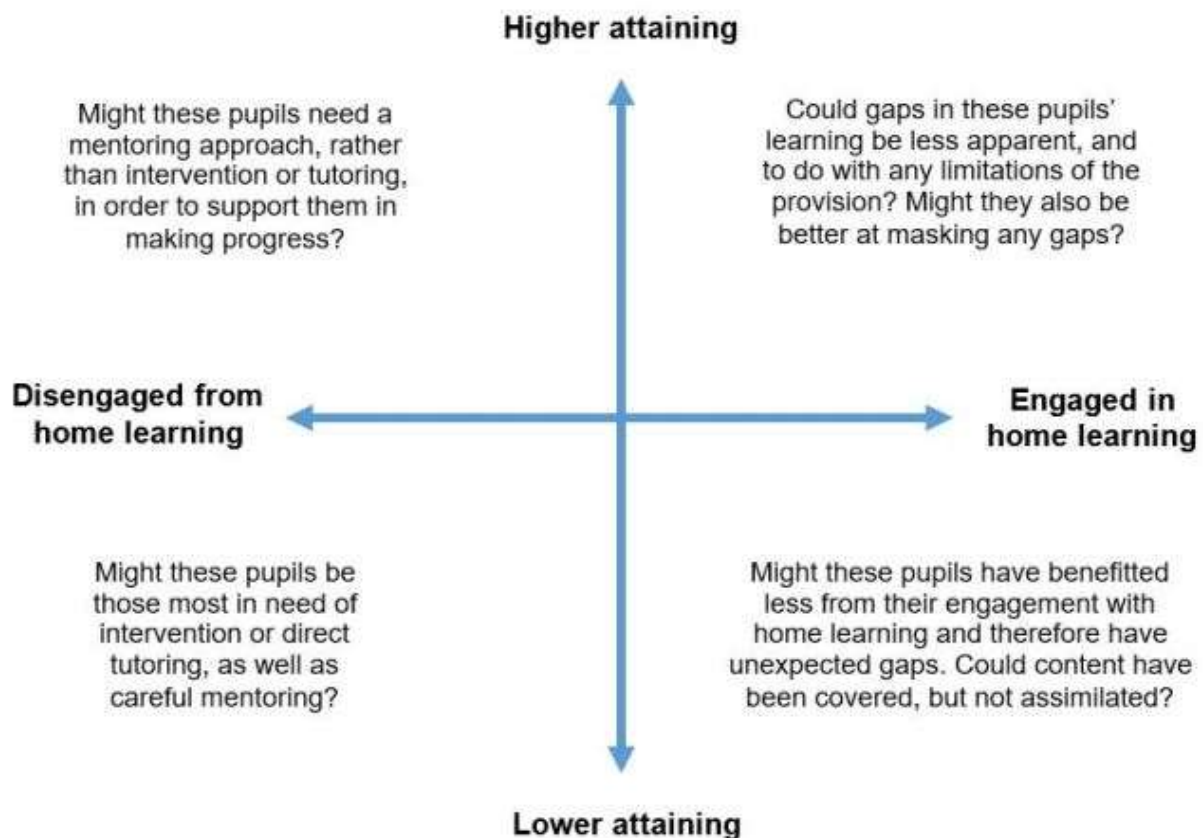 Higher attaining
Might these pupils need a
mentoring approach, rather
than intervention or tutoring,
in order to support them in
making progress?
Could gaps in these pupils'
learning be less apparent, and
to do with any limitations of the
provision? Might they also be
better at masking any gaps?
Disengaged from
home learning
Engaged in
home learning
Might these pupils be
those most in need of
intervention or direct
tutoring, as well as
careful mentoring?
Might these pupils have benefitted
less from their engagement with
home learning and therefore have
unexpected gaps. Could content have
been covered, but not assimilated?
Lower attaining